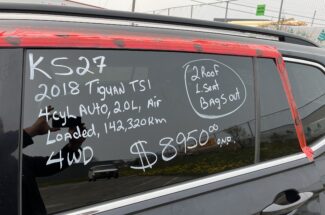 KS27
2018 Tiguan TSI
4cyl AUTO, 2.0L, Air
Loaded, 142,320km
4WD
$8950.00 o.n.o.
2 Roof
1 Seat
BAgS out